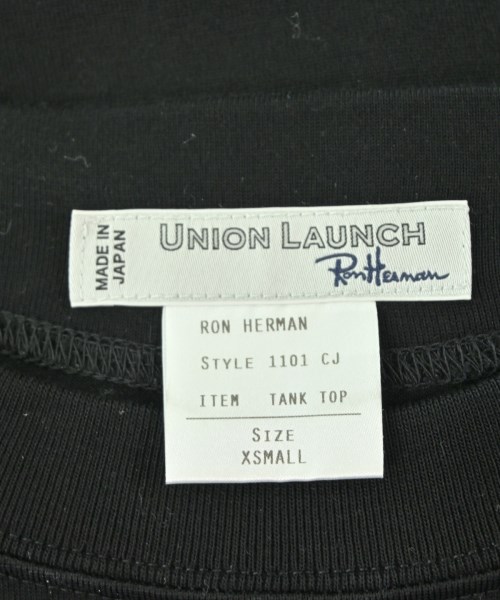 MADE IN
JAPAN
UNION LAUNCH
Ron Herman
RON HERMAN
STYLE 1101 CJ
ITEM TANK TOP
SIZE
XSMALL